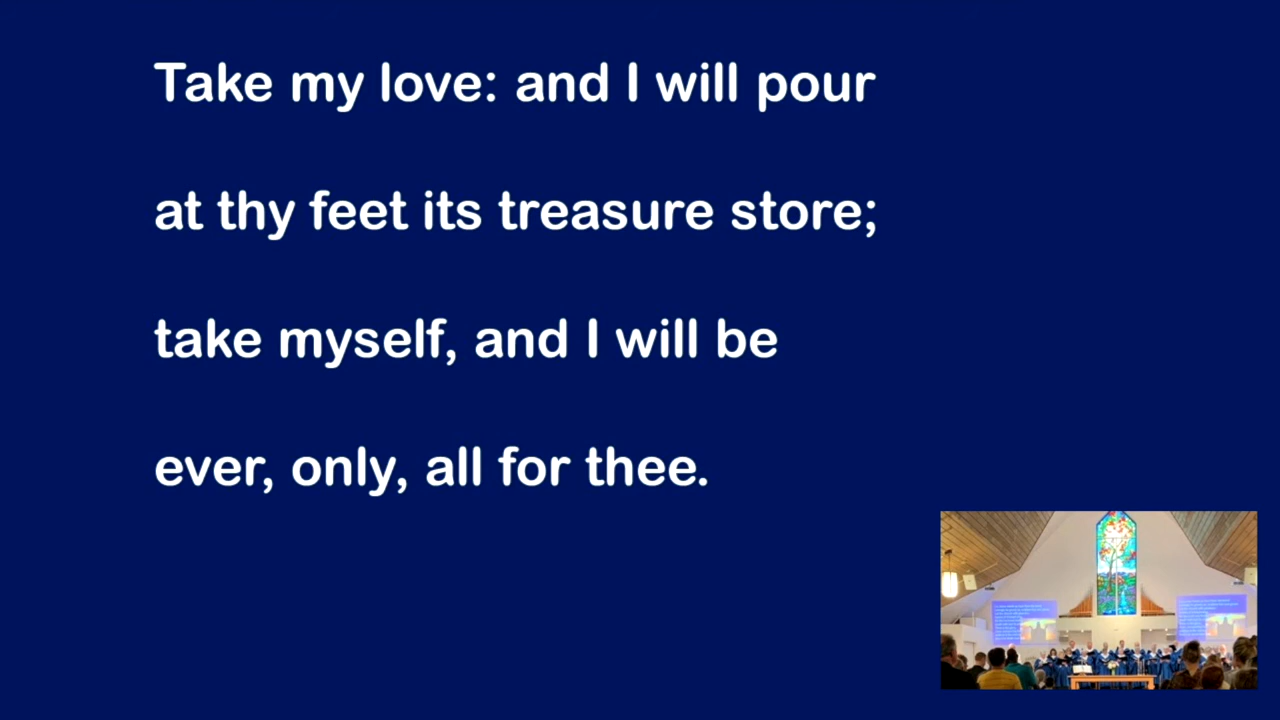 Take my love: and I will pour
at thy feet its treasure store;
take myself, and I will be
ever, only, all for thee.